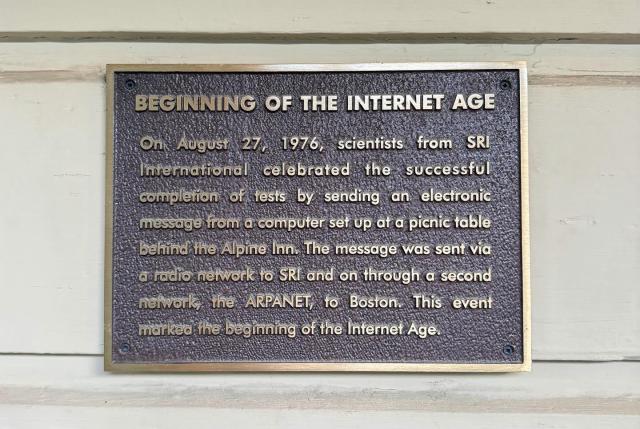 BEGINNING OF THE INTERNET AGE
On August 27, 1976, scientists from SRI
International celebrated the successful
completion of tests by sending an electronic
message from a computer set up at a picnic table
behind the Alpine Inn. The message was sent via
a radio network to SRI and on through a second
network, the ARPANET, to Boston. This event
marked the beginning of the Internet Age.